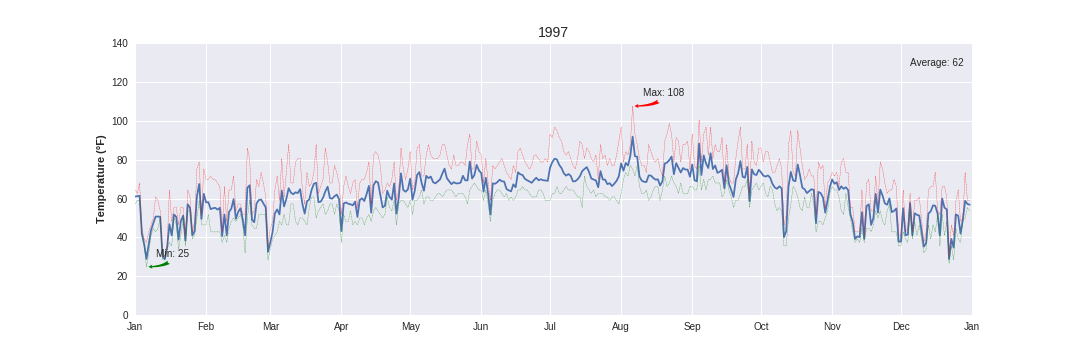 1997
140
120
100
80
60
40
20
0
Temperature (°F)
Average: 62
Max: 108
Min: 25
Jan Feb Mar Apr May Jun Jul Aug Sep Oct Nov Dec Jan